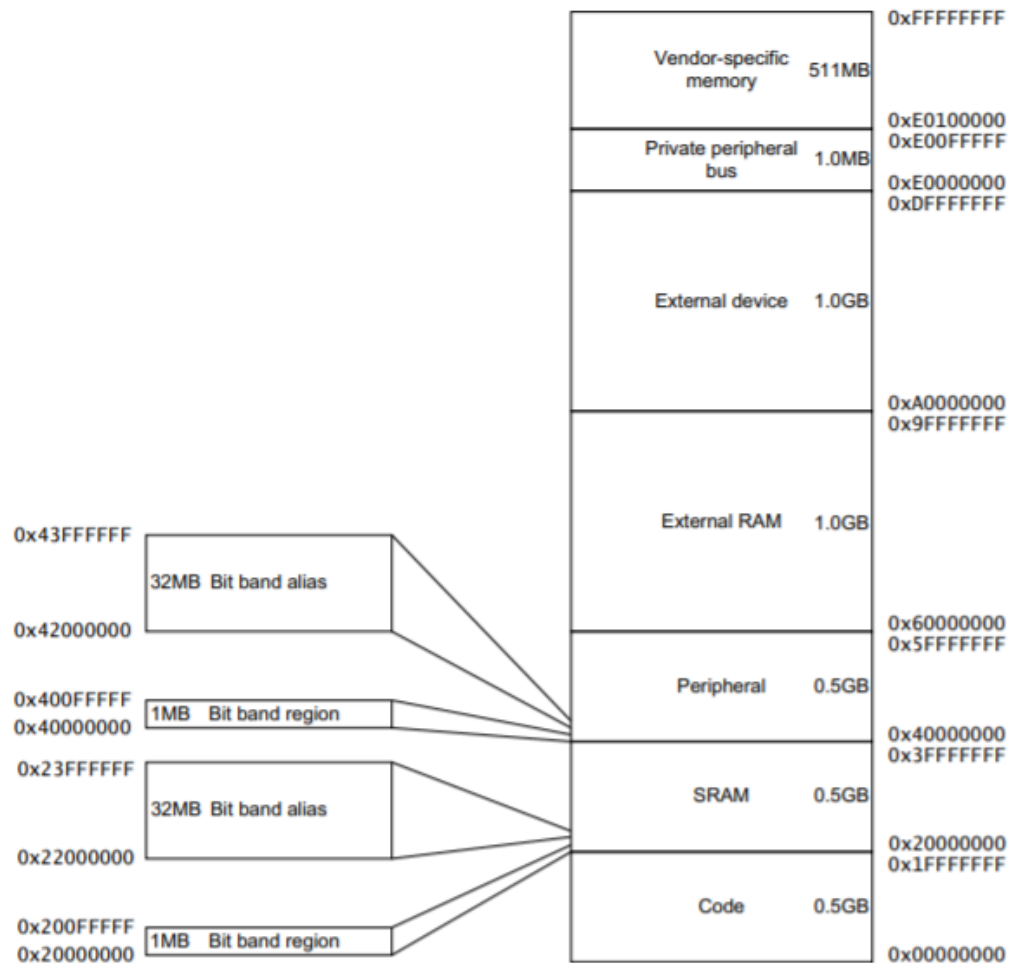 0xFFFFFFFF
Vendor-specific
memory
511MB
0xE0100000
0xE00FFFFF
Private peripheral
bus
1.0MB
0xE0000000
0xDFFFFFFF
External device
1.0GB
0xA0000000
0x9FFFFFFF
External RAM
1.0GB
0x60000000
0x5FFFFFFF
Peripheral
0.5GB
0x40000000
0x3FFFFFFF
SRAM
0.5GB
0x20000000
0x1FFFFFFF
Code
0.5GB
0x00000000
0x43FFFFFF
32MB Bit band alias
0x42000000
0x400FFFFF
1MB Bit band region
0x40000000
0x23FFFFFF
32MB Bit band alias
0x22000000
0x200FFFFF
1MB Bit band region
0x20000000